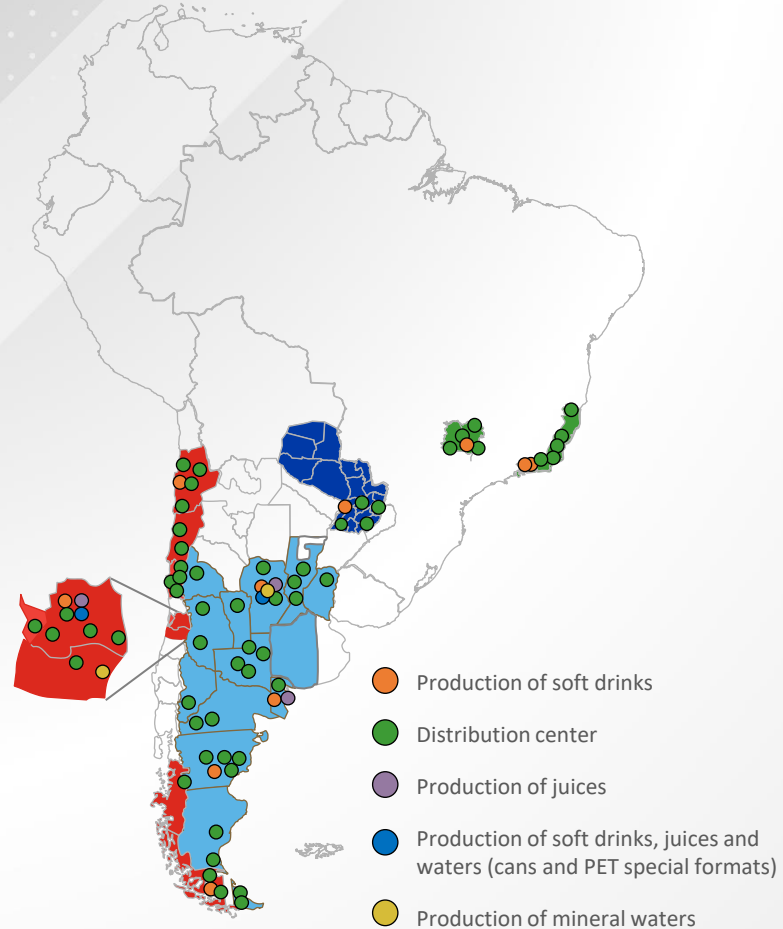 Production of soft drinks
Distribution center
Production of juices
Production of soft drinks, juices and
waters (cans and PET special formats)
Production of mineral waters